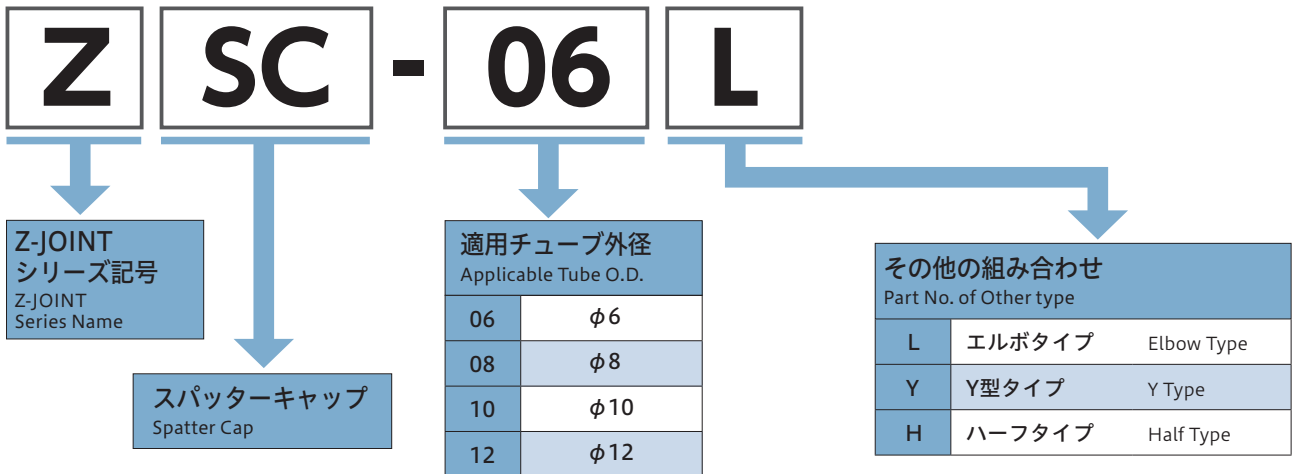 Z SC - 06 L
Z-JOINT
シリーズ記号
Z-JOINT
Series Name
スパッターキャップ
Spatter Cap
適用チューブ外径
Applicable Tube O.D.
06 φ6
08 φ8
10 φ10
12 φ12
その他の組み合わせ
Part No. of Other type
L エルボタイプ Elbow Type
Y Y型タイプ Y Type
H ハーフタイプ Half Type